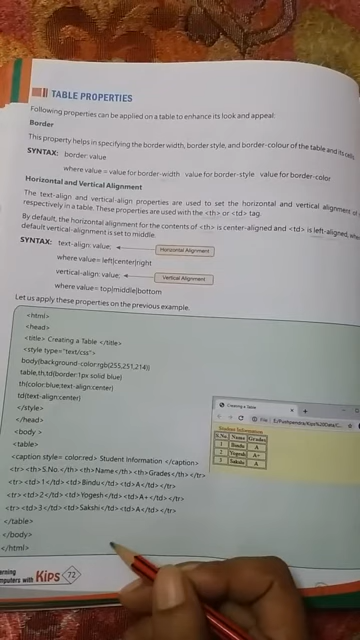 TABLE PROPERTIES
Following properties can be applied on a table to enhance its look and appeal:
Border
This property helps in specifying the border width, border style, and border-colour of the table and its cells.
SYNTAX: border: value
where value = value for border-width value for border-style value for border-color
Horizontal and Vertical Alignment
The text-align and vertical-align properties are used to set the horizontal and vertical alignment of
respectively in a table. These properties are used with the <th> or <td> tag.
By default, the horizontal alignment for the contents of <th> is center-aligned and <td> is left-aligned,
default vertical-alignment is set to middle.
SYNTAX: text-align: value; Horizontal Alignment
where value= left|center|right
vertical-align: value; Vertical Alignment
where value= top|middle|bottom
Let us apply these properties on the previous example.
<html>
<head>
<title> Creating a Table </title>
<style type="text/css">
body{background-color:rgb(255,251,214)}
table,th,td{border:1px solid blue}
th{color:blue;text-align:center}
td{text-align:center}
</style>
</head>
<body >
<table>
<caption style= color:red> Student Information </caption>
<tr> <th> S.No.</th> <th> Name</th> <th> Grades</th> </tr>
<tr> <td> 1</td> <td> Bindu</td> <td> A</td> </tr>
<tr> <td> 2</td> <td> Yogesh</td> <td> A+</td> </tr>
<tr> <td> 3</td> <td> Sakshi</td> <td> A</td> </tr>
</table>
</body>
</html>
Creating a Table
File
Student Information
S.No. Name Grades
1 Bindu A
2 Yogesh A+
3 Sakshi A
with Kips 72